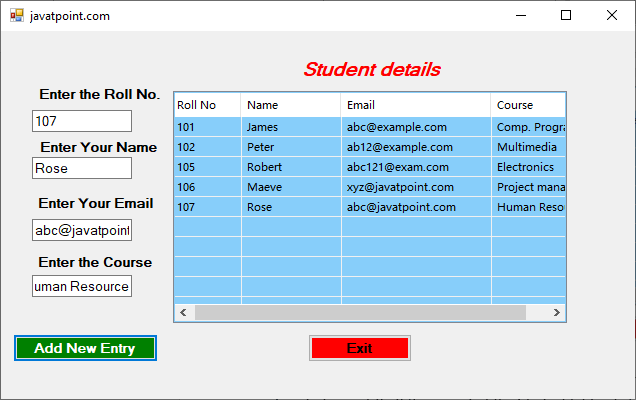 javatpoint.com
Student details
Enter the Roll No.
107
Enter Your Name
Rose
Enter Your Email
abc@javatpoint
Enter the Course
uman Resource
Roll No Name Email Course
101 James abc@example.com Comp. Progra
102 Peter ab12@example.com Multimedia
105 Robert abc121@exam.com Electronics
106 Maeve xyz@javatpoint.com Project mana
107 Rose abc@javatpoint.com Human Resou
Add New Entry
Exit